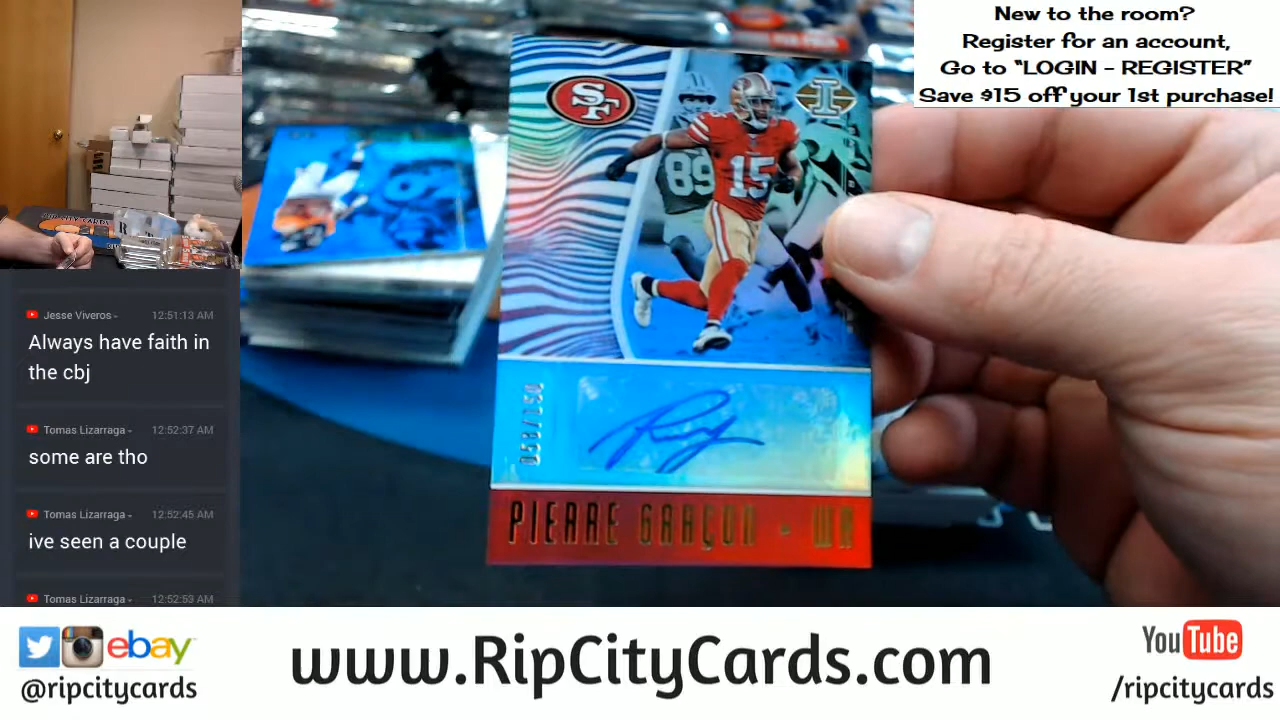 New to the room?
Register for an account,
Go to "LOGIN - REGISTER"
Save $15 off your 1st purchase!
SF
I
89
15
058/150
PIERRE GARÇON - WR
Jesse Viveros 12:51:13 AM
Always have faith in
the cbj
Tomas Lizarraga 12:52:37 AM
some are tho
Tomas Lizarraga 12:52:45 AM
ive seen a couple
Tomas Lizarraga 12:52:53 AM
ebay
@ripcitycards
www.RipCityCards.com
YouTube
/ripcitycards